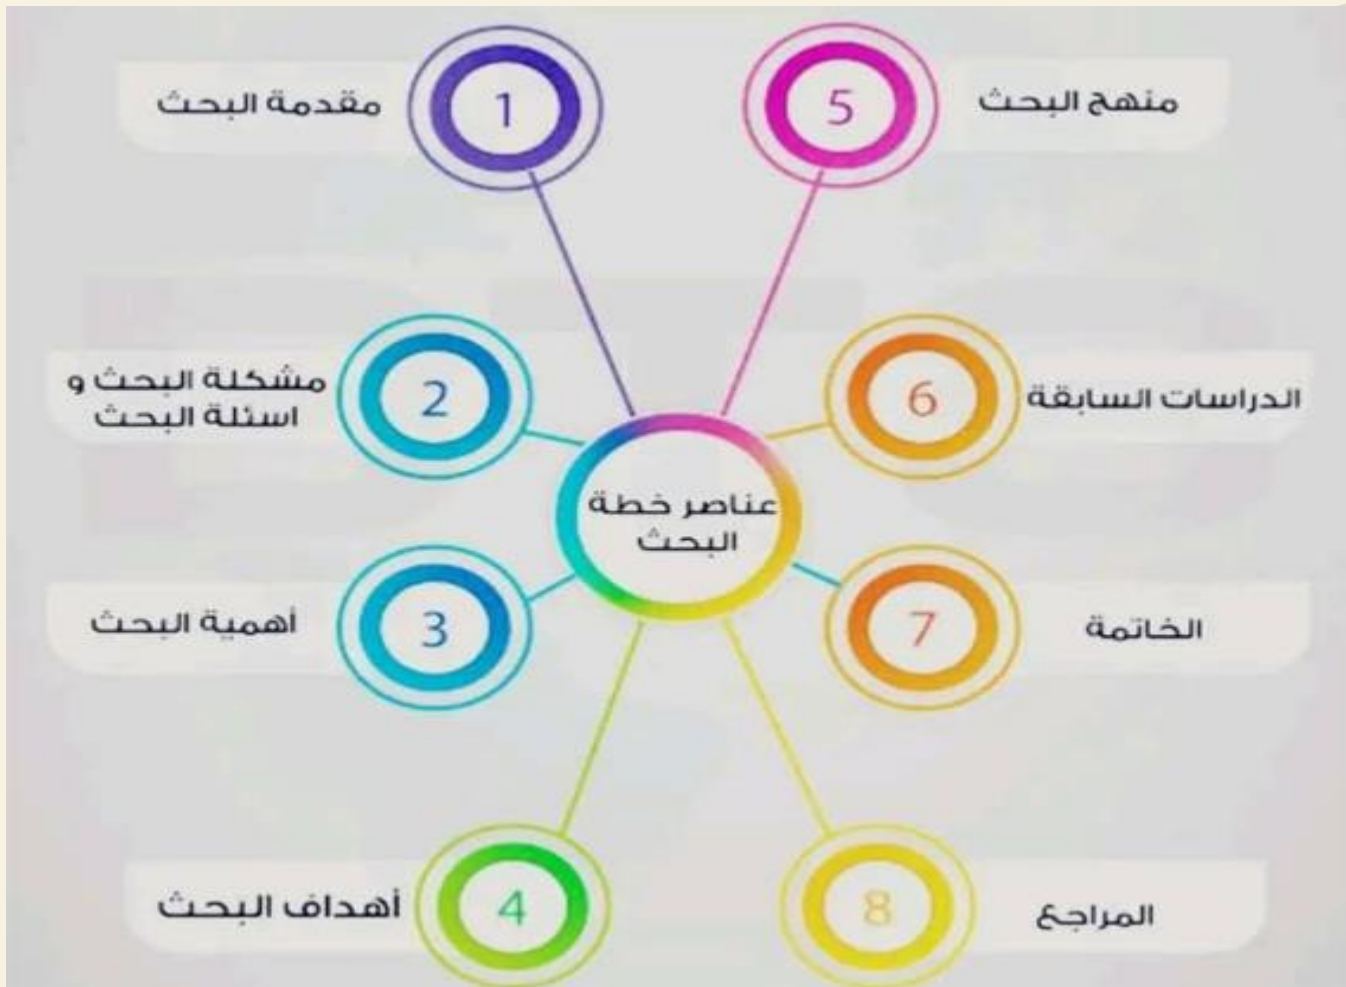 عناصر خطة
البحث
1
مقدمة البحث
2
مشكلة البحث و
اسئلة البحث
3
أهمية البحث
4
أهداف البحث
5
منهج البحث
6
الدراسات السابقة
7
الخاتمة
8
المراجع